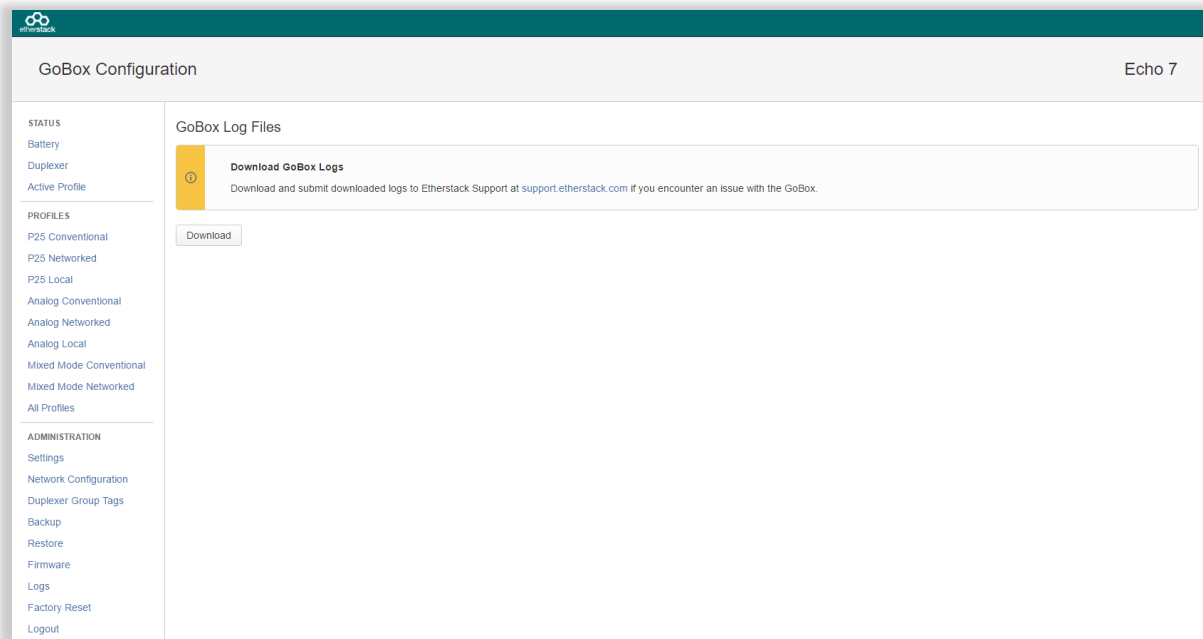 etherstack
GoBox Configuration
Echo 7
STATUS
Battery
Duplexer
Active Profile
PROFILES
P25 Conventional
P25 Networked
P25 Local
Analog Conventional
Analog Networked
Analog Local
Mixed Mode Conventional
Mixed Mode Networked
All Profiles
ADMINISTRATION
Settings
Network Configuration
Duplexer Group Tags
Backup
Restore
Firmware
Logs
Factory Reset
Logout
GoBox Log Files
Download GoBox Logs
Download and submit downloaded logs to Etherstack Support at support.etherstack.com if you encounter an issue with the GoBox.
Download